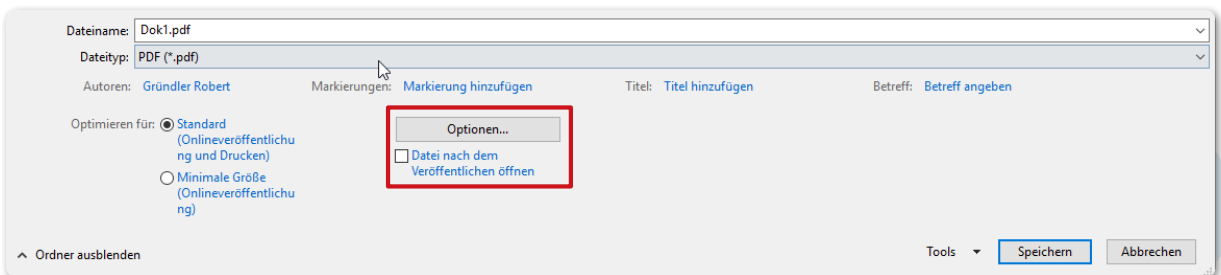 Dateiname: Dok1.pdf
Dateityp: PDF (*.pdf)
Autoren: Gründler Robert Markierungen: Markierung hinzufügen Titel: Titel hinzufügen Betreff: Betreff angeben
Optimieren für: Standard
(Onlineveröffentlichu
ng und Drucken)
Minimale Größe
(Onlineveröffentlichu
ng)
Optionen...
Datei nach dem
Veröffentlichen öffnen
Ordner ausblenden
Tools Speichern Abbrechen